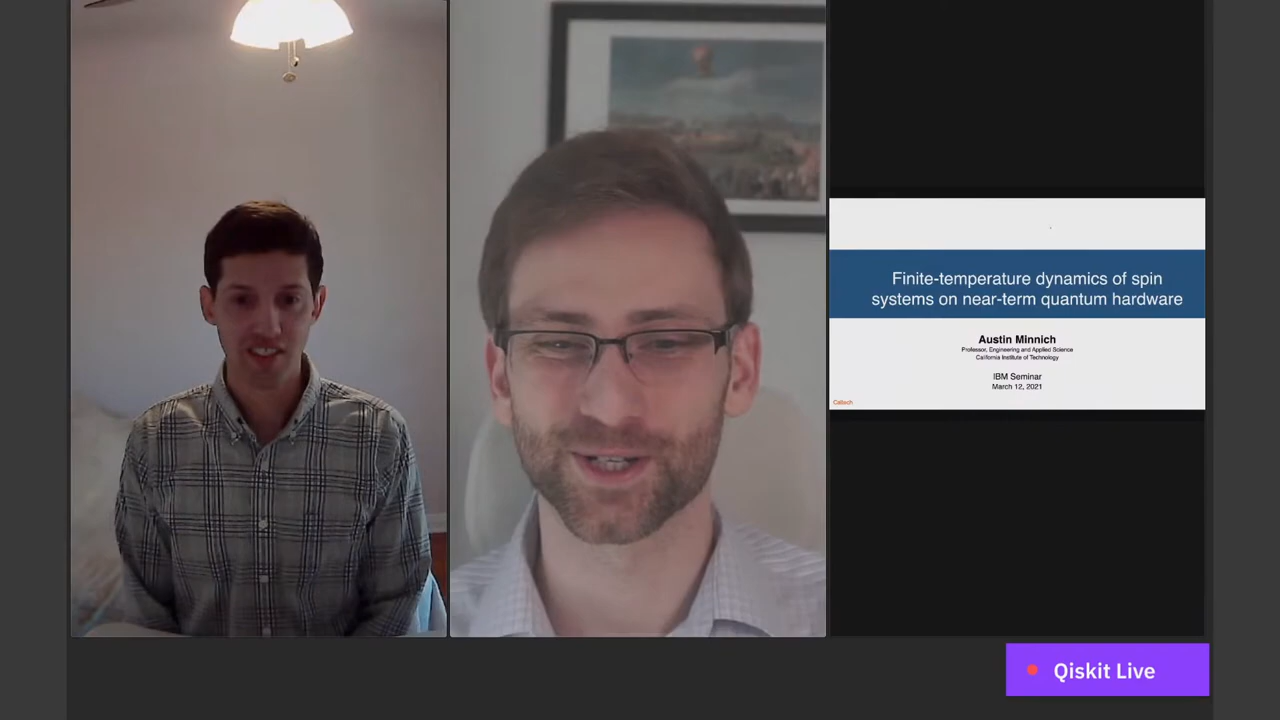 Finite-temperature dynamics of spin
systems on near-term quantum hardware
Austin Minnich
Professor, Engineering and Applied Science
California Institute of Technology
IBM Seminar
March 12, 2021
Caltech
Qiskit Live